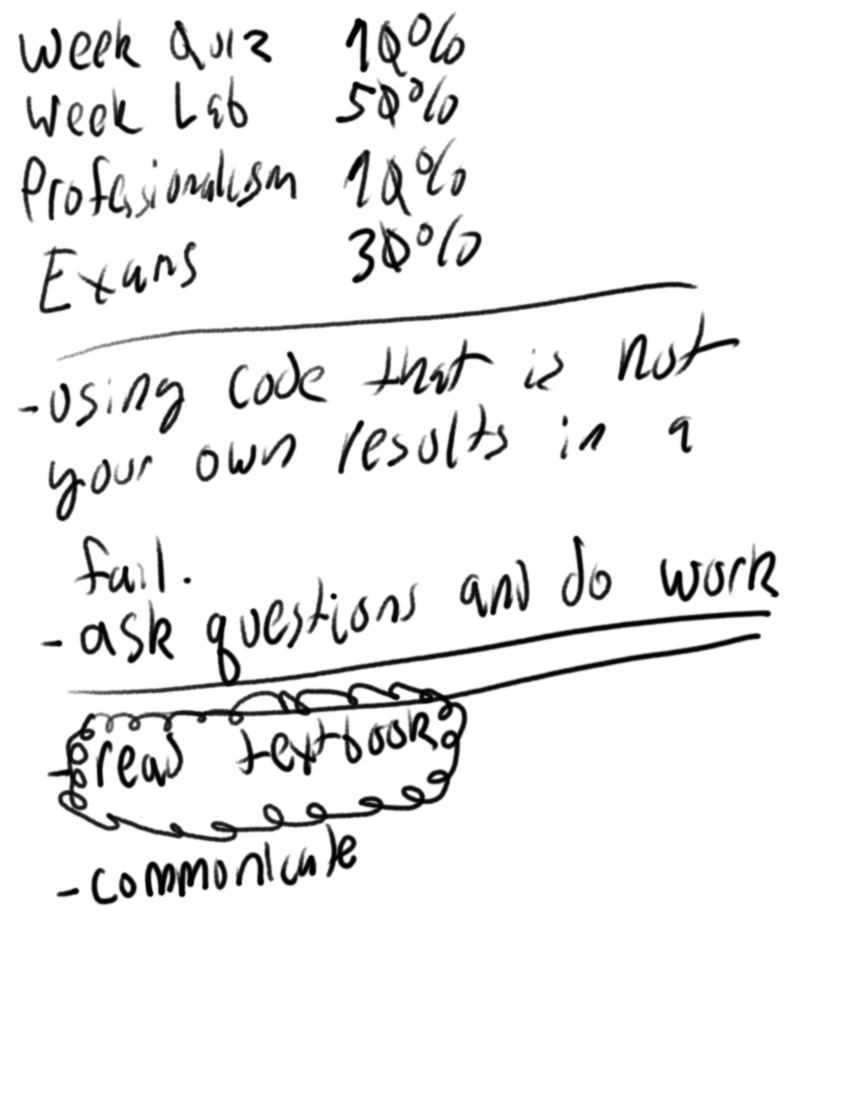 Week Quiz 10%
Week Lab 50%
Professionalism 10%
Exams 30%
- using code that is not
your own results in a
fail.
- ask questions and do work
- read textbook
- communicate